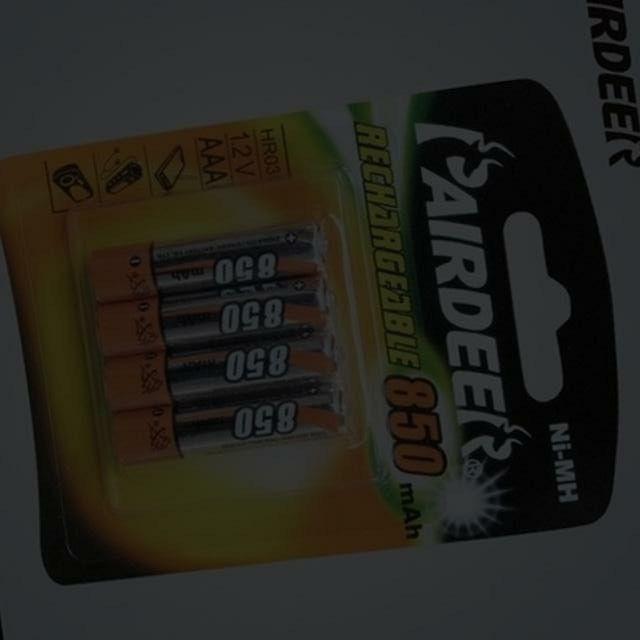 PAIRDEER
PAIRDEER®
Ni-MH
RECHARGEABLE 850 mAh
HR03
1.2V
AAA
850
mAh
850
850
850